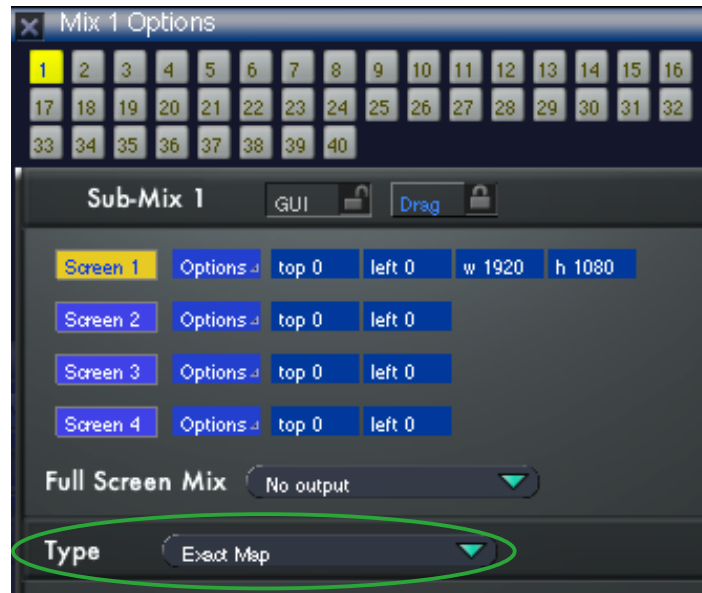 Mix 1 Options
1 2 3 4 5 6 7 8 9 10 11 12 13 14 15 16
17 18 19 20 21 22 23 24 25 26 27 28 29 30 31 32
33 34 35 36 37 38 39 40
Sub-Mix 1 GUI Drag
Screen 1 Options top 0 left 0 w 1920 h 1080
Screen 2 Options top 0 left 0
Screen 3 Options top 0 left 0
Screen 4 Options top 0 left 0
Full Screen Mix No output
Type Exact Map